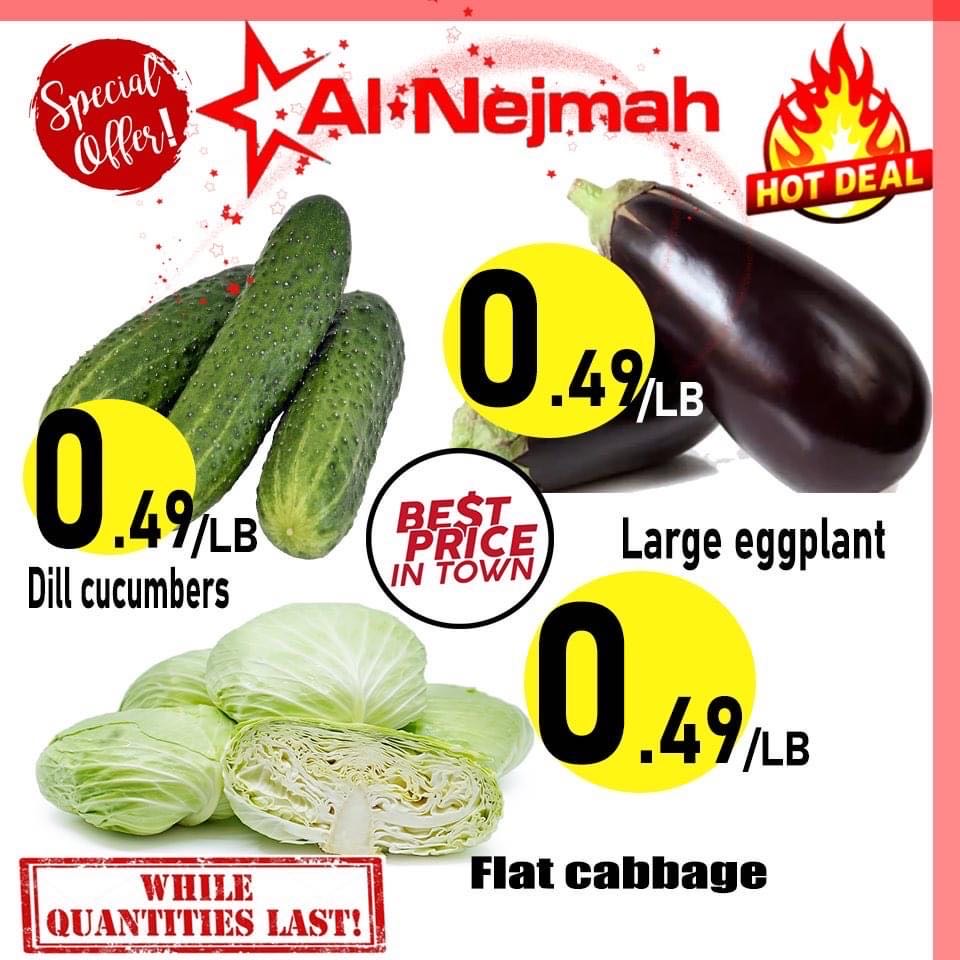 Special
Offer!
Al Nejmah
HOT DEAL
0.49/LB
Large eggplant
0.49/LB
Dill cucumbers
BE$T
PRICE
IN TOWN
0.49/LB
Flat cabbage
WHILE
QUANTITIES LAST!